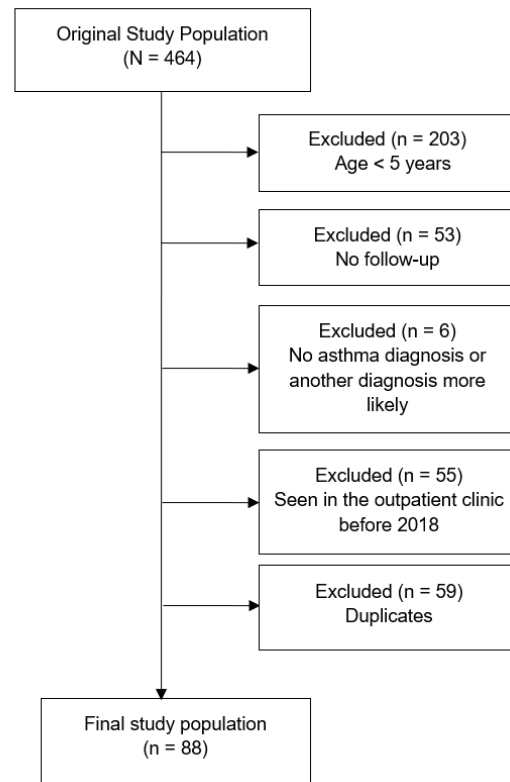 Original Study Population
(N = 464)
Excluded (n = 203)
Age < 5 years
Excluded (n = 53)
No follow-up
Excluded (n = 6)
No asthma diagnosis or
another diagnosis more
likely
Excluded (n = 55)
Seen in the outpatient clinic
before 2018
Excluded (n = 59)
Duplicates
Final study population
(n = 88)